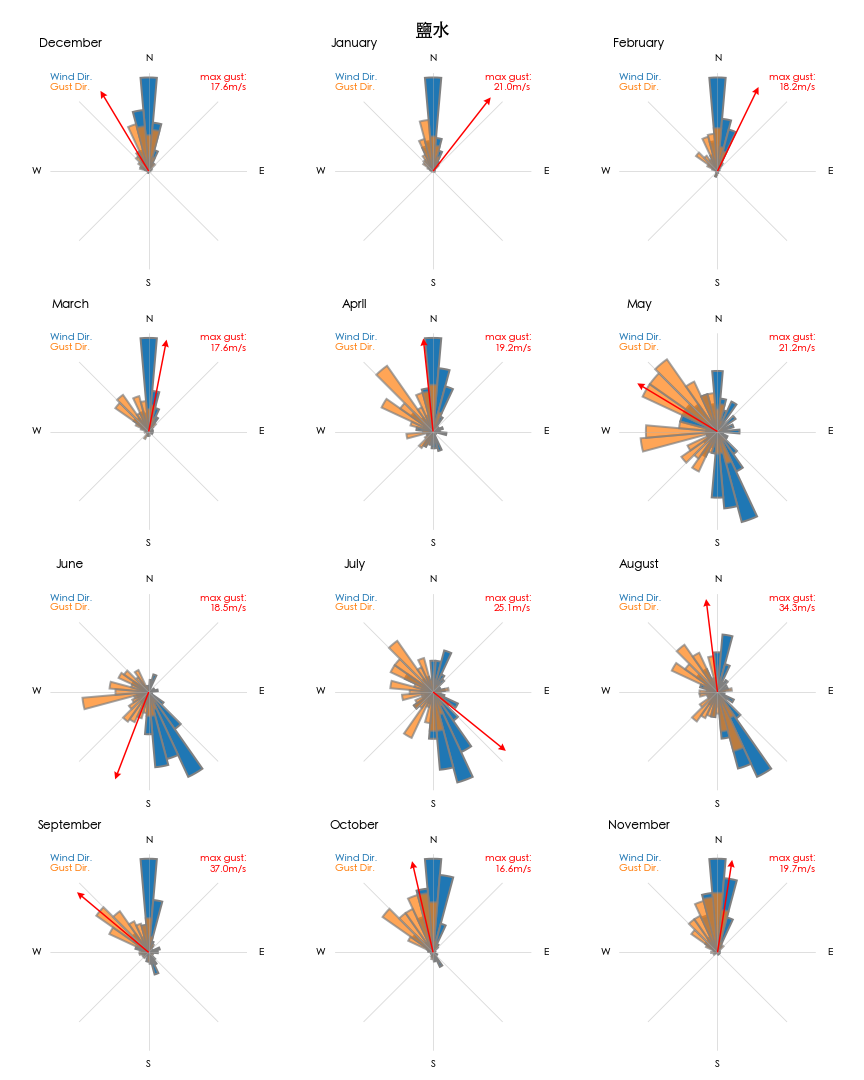 鹽水
December
N
Wind Dir.
Gust Dir.
max gust:
17.6m/s
W
E
S
January
N
Wind Dir.
Gust Dir.
max gust:
21.0m/s
W
E
S
February
N
Wind Dir.
Gust Dir.
max gust:
18.2m/s
W
E
S
March
N
Wind Dir.
Gust Dir.
max gust:
17.6m/s
W
E
S
April
N
Wind Dir.
Gust Dir.
max gust:
19.2m/s
W
E
S
May
N
Wind Dir.
Gust Dir.
max gust:
21.2m/s
W
E
S
June
N
Wind Dir.
Gust Dir.
max gust:
18.5m/s
W
E
S
July
N
Wind Dir.
Gust Dir.
max gust:
25.1m/s
W
E
S
August
N
Wind Dir.
Gust Dir.
max gust:
34.3m/s
W
E
S
September
N
Wind Dir.
Gust Dir.
max gust:
37.0m/s
W
E
S
October
N
Wind Dir.
Gust Dir.
max gust:
16.6m/s
W
E
S
November
N
Wind Dir.
Gust Dir.
max gust:
19.7m/s
W
E
S